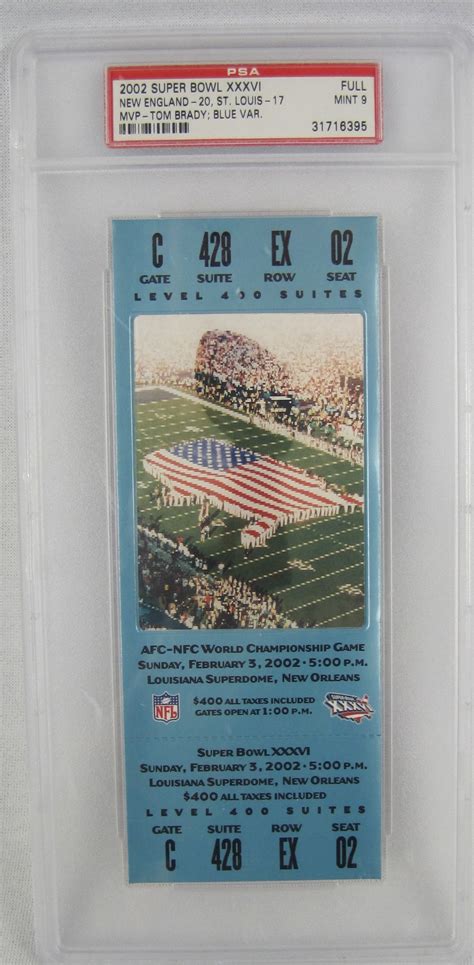 PSA
2002 SUPER BOWL XXXVI FULL
NEW ENGLAND-20, ST. LOUIS-17 MINT 9
MVP-TOM BRADY; BLUE VAR. 31716395
C 428 EX 02
GATE SUITE ROW SEAT
LEVEL 400 SUITES
AFC-NFC WORLD CHAMPIONSHIP GAME
SUNDAY, FEBRUARY 3, 2002 · 5:00 P.M.
LOUISIANA SUPERDOME, NEW ORLEANS
$400 ALL TAXES INCLUDED
GATES OPEN AT 1:00 P.M.
NFL
XXXVI
SUPER BOWL XXXVI
SUNDAY, FEBRUARY 3, 2002 · 5:00 P.M.
LOUISIANA SUPERDOME, NEW ORLEANS
$400 ALL TAXES INCLUDED
LEVEL 400 SUITES
GATE SUITE ROW SEAT
C 428 EX 02